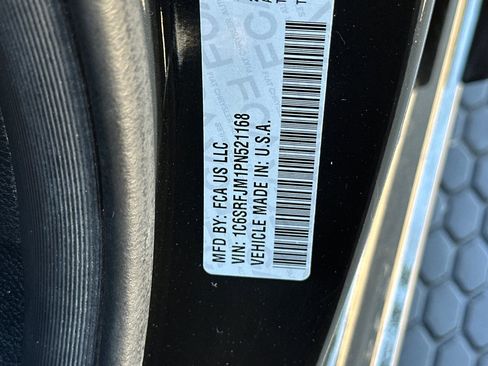 MFD BY: FCA US LLC
VIN: 1C6SRFJM1PN521168
VEHICLE MADE IN: U.S.A.